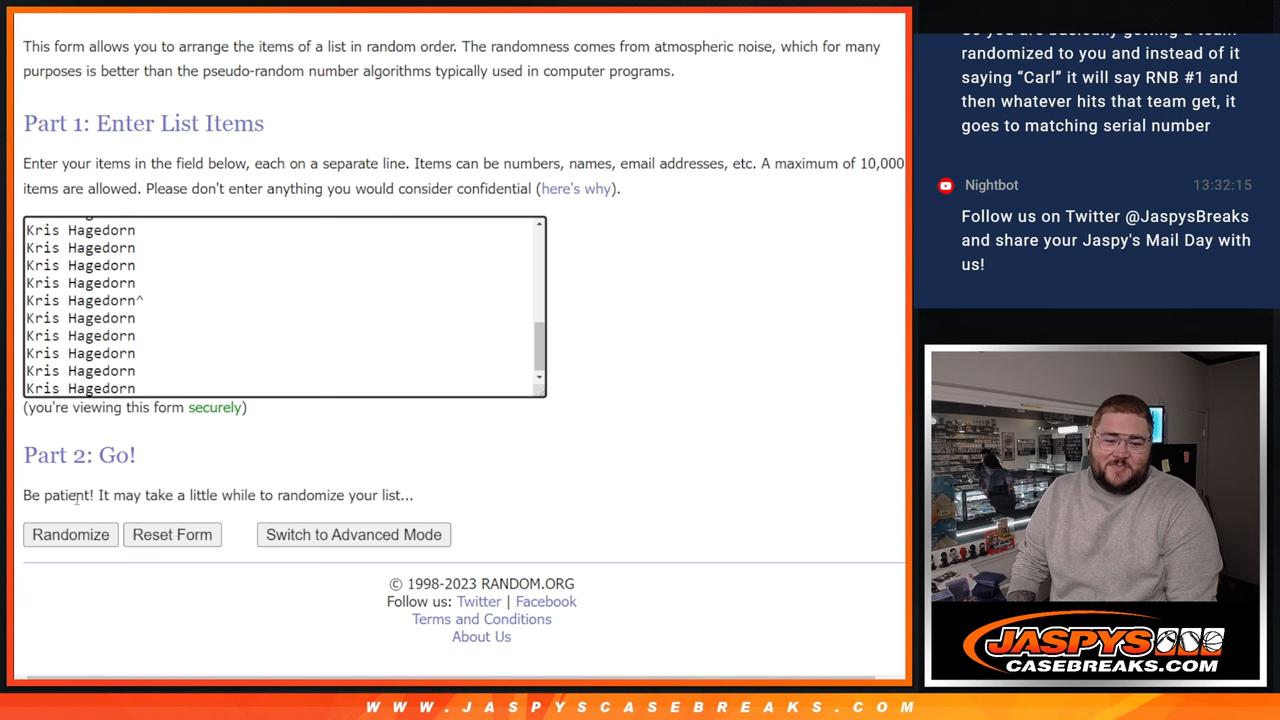 This form allows you to arrange the items of a list in random order. The randomness comes from atmospheric noise, which for many
purposes is better than the pseudo-random number algorithms typically used in computer programs.
Part 1: Enter List Items
Enter your items in the field below, each on a separate line. Items can be numbers, names, email addresses, etc. A maximum of 10,000
items are allowed. Please don't enter anything you would consider confidential (here's why).
Kris Hagedorn
Kris Hagedorn
Kris Hagedorn
Kris Hagedorn
Kris Hagedorn^
Kris Hagedorn
Kris Hagedorn
Kris Hagedorn
Kris Hagedorn
Kris Hagedorn
(you're viewing this form securely)
Part 2: Go!
Be patient! It may take a little while to randomize your list...
Randomize
Reset Form
Switch to Advanced Mode
© 1998-2023 RANDOM.ORG
Follow us: Twitter | Facebook
Terms and Conditions
About Us
So you are basically getting a team
randomized to you and instead of it
saying “Carl” it will say RNB #1 and
then whatever hits that team get, it
goes to matching serial number
Nightbot 13:32:15
Follow us on Twitter @JaspysBreaks
and share your Jaspy's Mail Day with
us!
JASPYS
CASEBREAKS.COM
WWW.JASPYSCASEBREAKS.COM